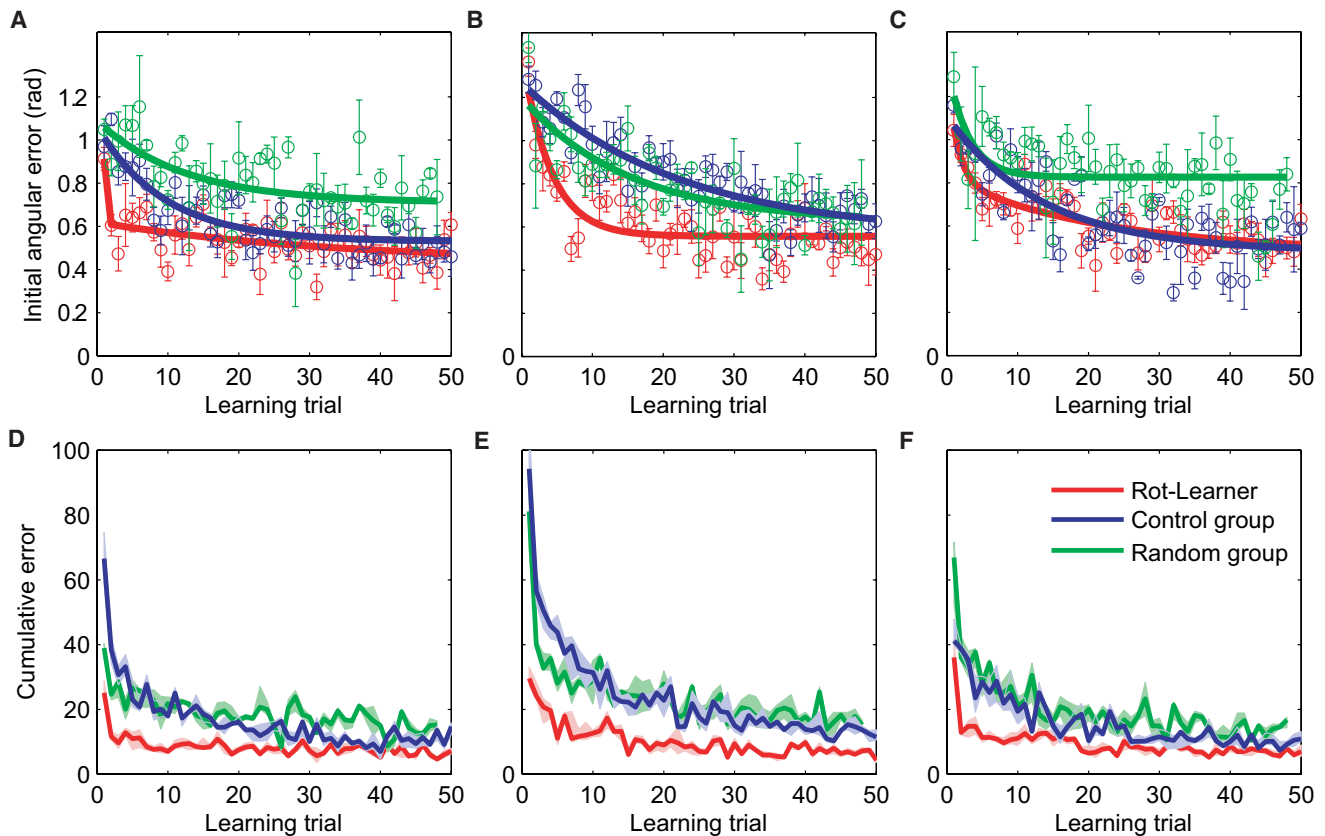 A
B
C
Initial angular error (rad)
1.2
1
0.8
0.6
0.4
0.2
0
0
0
0 10 20 30 40 50
0 10 20 30 40 50
0 10 20 30 40 50
Learning trial
Learning trial
Learning trial
D
E
F
Cumulative error
100
80
60
40
20
0
0
0
Rot-Learner
Control group
Random group
0 10 20 30 40 50
0 10 20 30 40 50
0 10 20 30 40 50
Learning trial
Learning trial
Learning trial